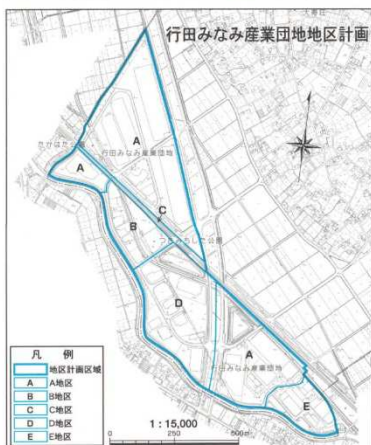 行田みなみ産業団地地区計画
A
行田みなみ産業団地
A
C
B
D
A
行田みなみ産業団地
E
凡 例
地区計画区域
A A地区
B B地区
C C地区
D D地区
E E地区
1 : 15,000
0 250 500m